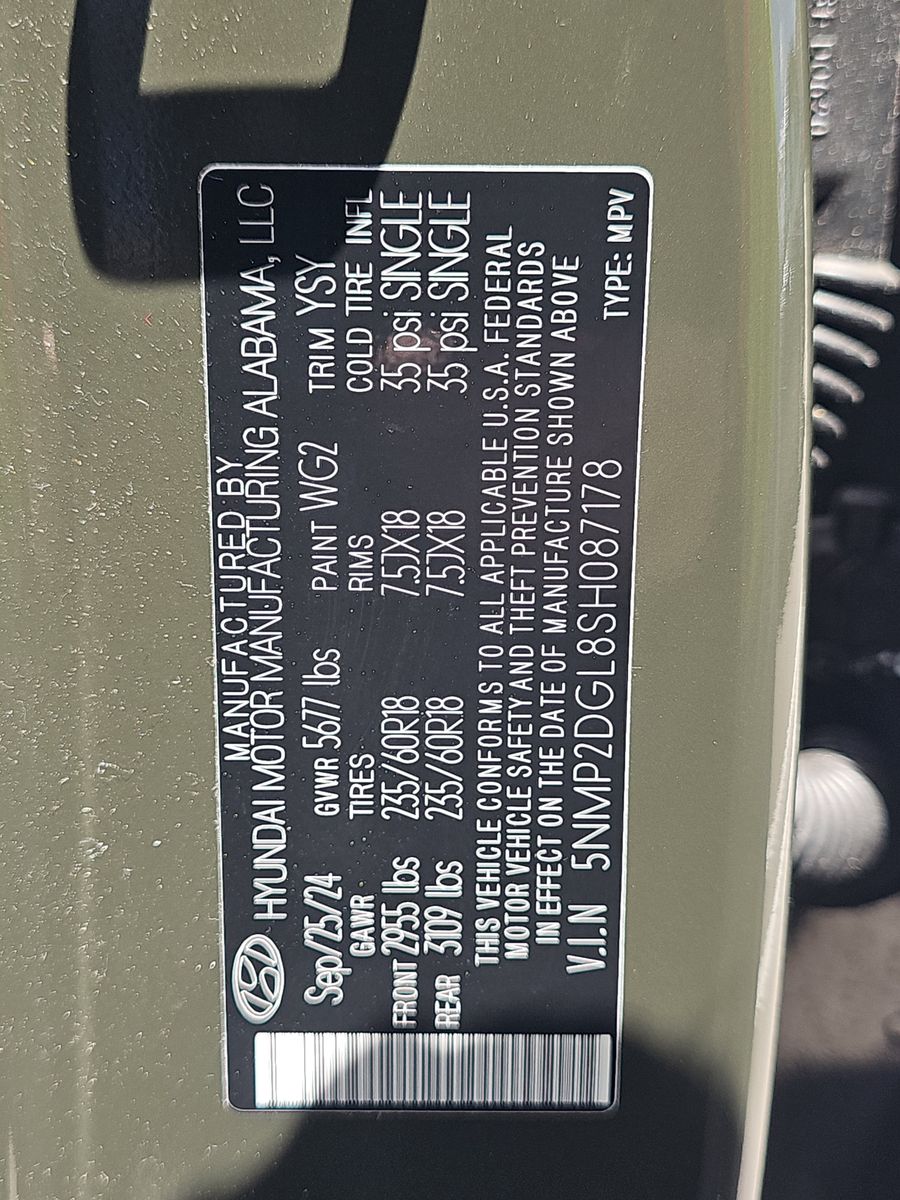 MANUFACTURED BY
HYUNDAI MOTOR MANUFACTURING ALABAMA, LLC
Sep/25/24 GVWR 5677 lbs PAINT WG2 TRIM YSY
GAWR TIRES RIMS COLD TIRE INFL
FRONT 2955 lbs 235/60R18 7.5JX18 35 psi SINGLE
REAR 3109 lbs 235/60R18 7.5JX18 35 psi SINGLE
THIS VEHICLE CONFORMS TO ALL APPLICABLE U.S.A. FEDERAL
MOTOR VEHICLE SAFETY AND THEFT PREVENTION STANDARDS
IN EFFECT ON THE DATE OF MANUFACTURE SHOWN ABOVE
V.I.N 5NMP2DGL8SH087178 TYPE: MPV